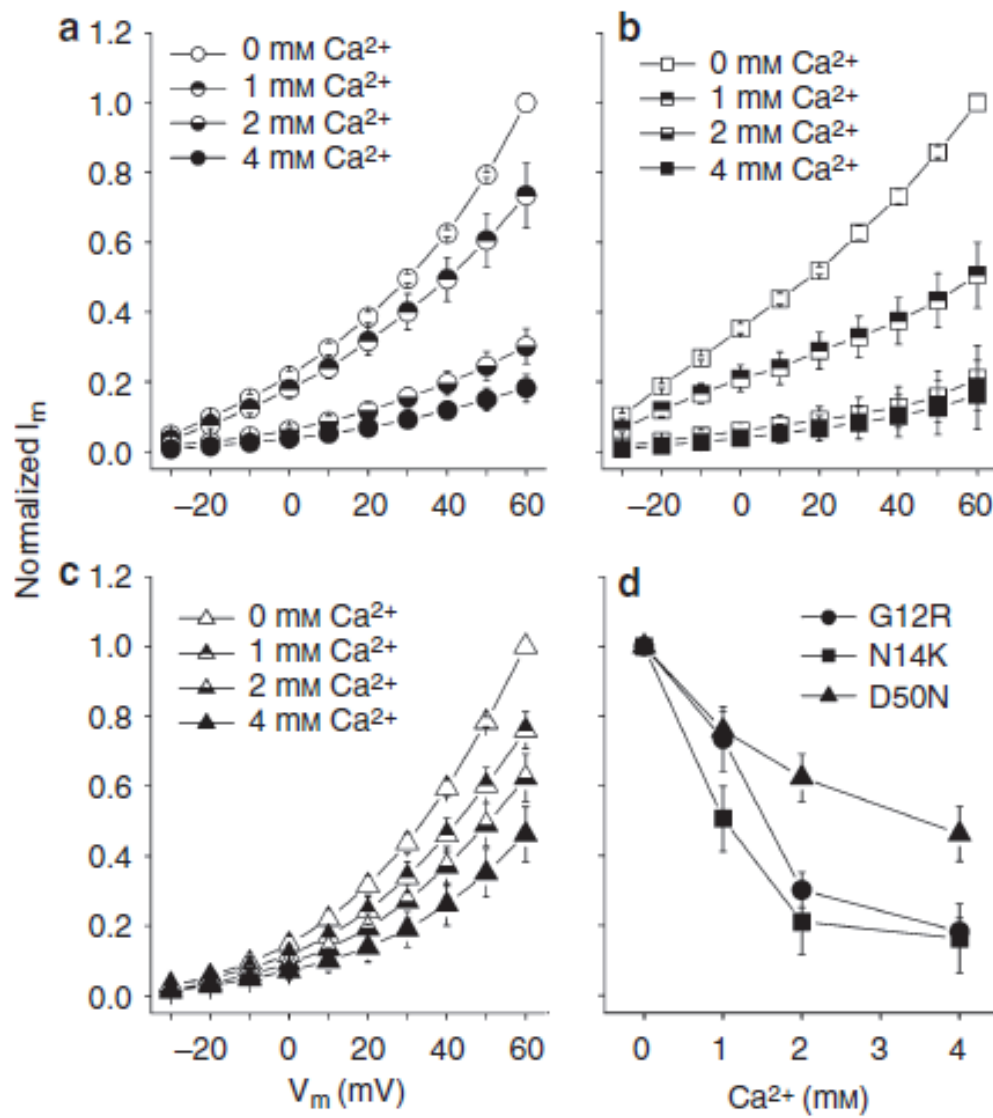 a
1.2
1.0
0.8
0.6
0.4
0.2
0.0
0 mM Ca²⁺
1 mM Ca²⁺
2 mM Ca²⁺
4 mM Ca²⁺
−20 0 20 40 60
b
0 mM Ca²⁺
1 mM Ca²⁺
2 mM Ca²⁺
4 mM Ca²⁺
−20 0 20 40 60
Normalized Iₘ
c
1.2
1.0
0.8
0.6
0.4
0.2
0.0
0 mM Ca²⁺
1 mM Ca²⁺
2 mM Ca²⁺
4 mM Ca²⁺
−20 0 20 40 60
Vₘ (mV)
d
G12R
N14K
D50N
0 1 2 3 4
Ca²⁺ (mM)